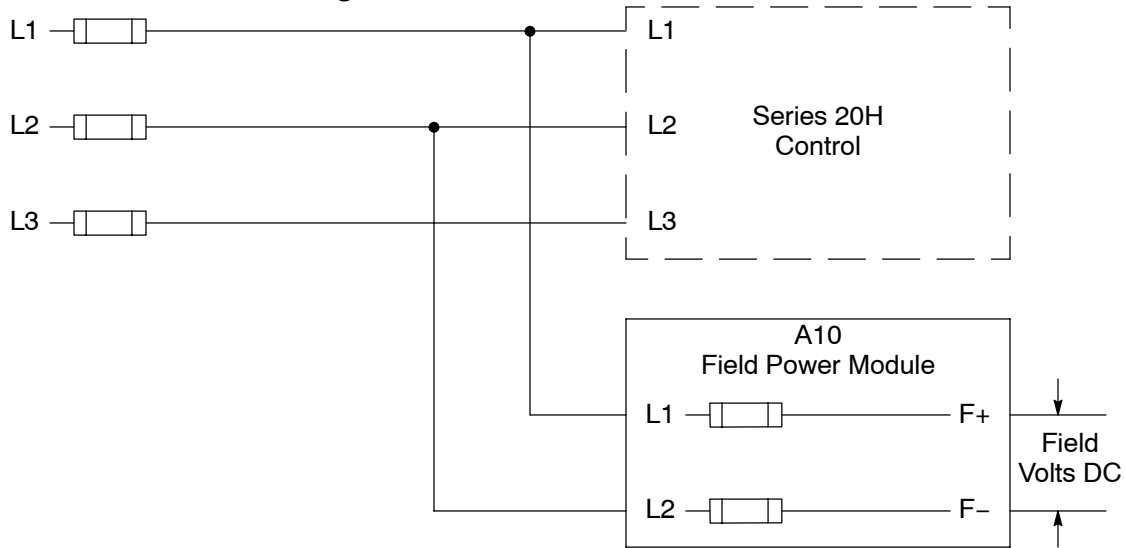 L1
L1
L2
L2
Series 20H
Control
L3
L3
A10
Field Power Module
L1
F+
Field
Volts DC
L2
F−